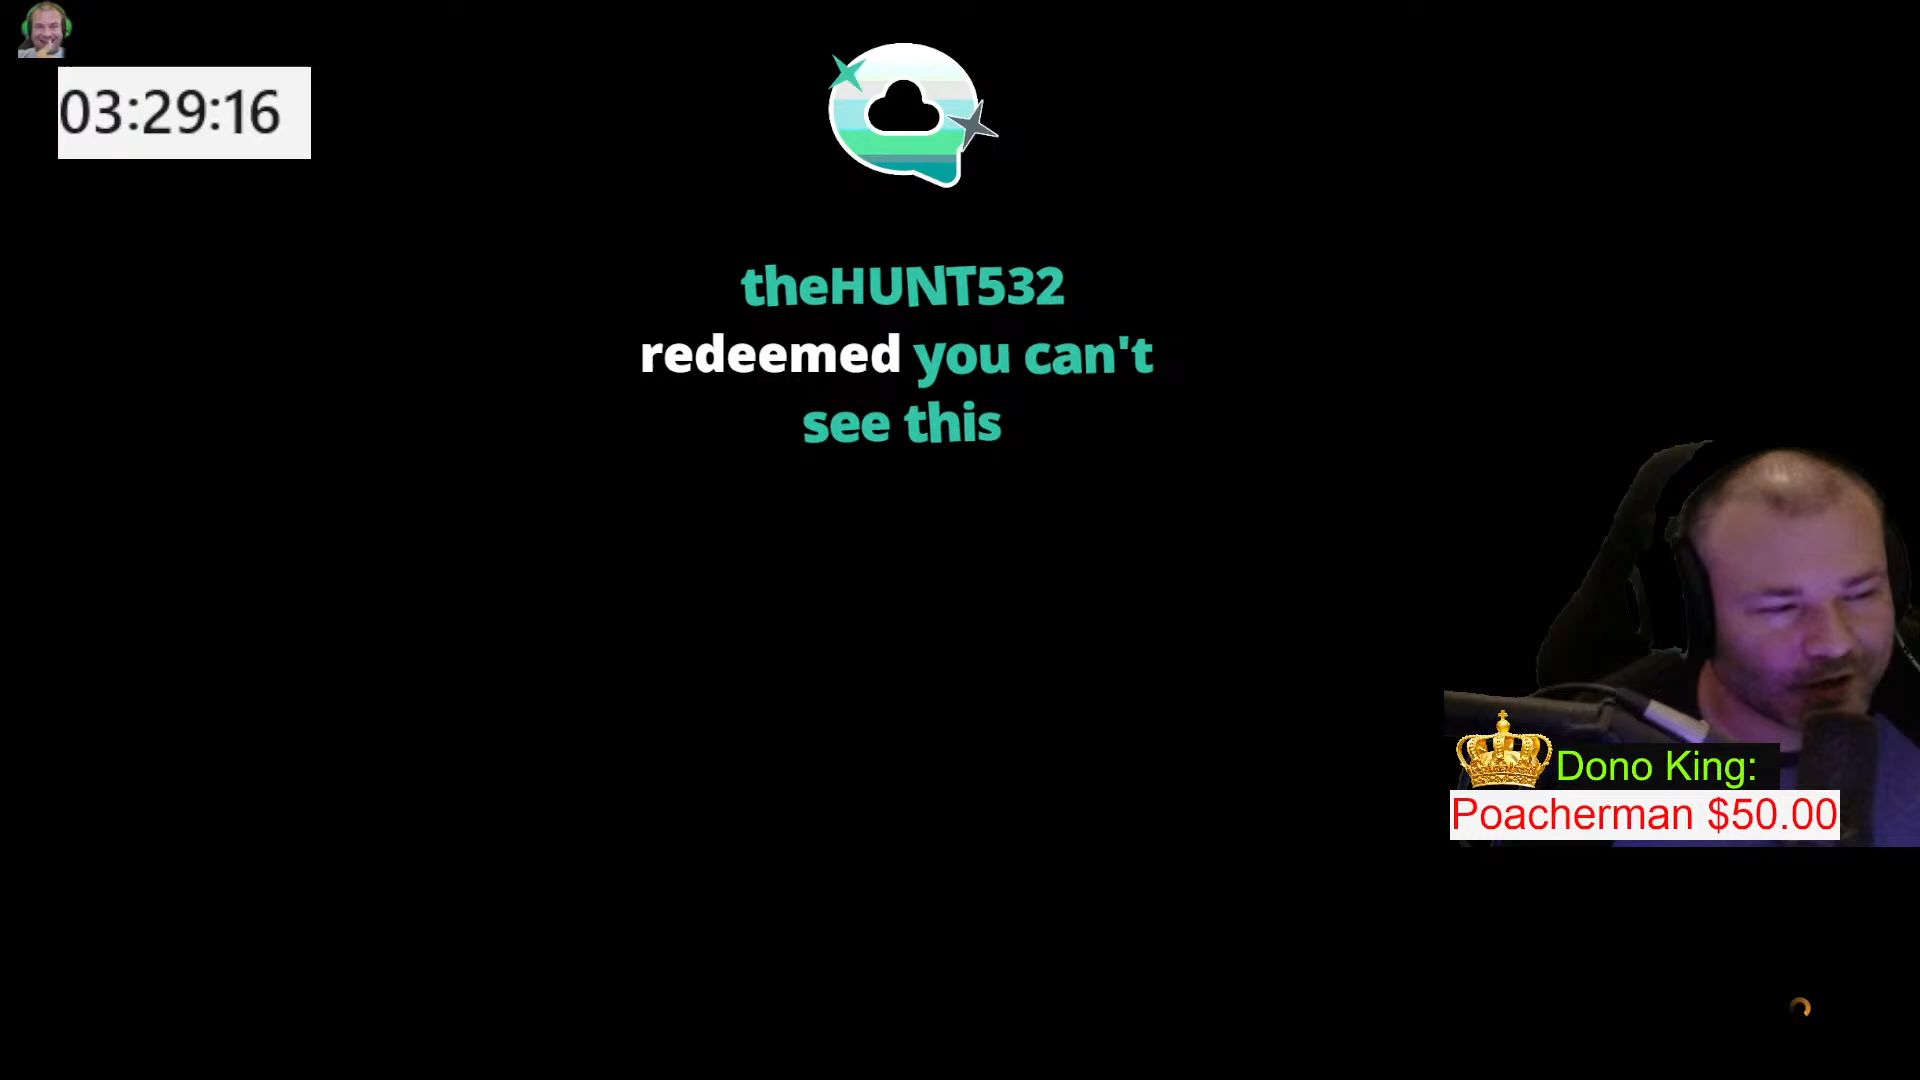 03:29:16
theHUNT532
redeemed you can't
see this
Dono King:
Poacherman $50.00